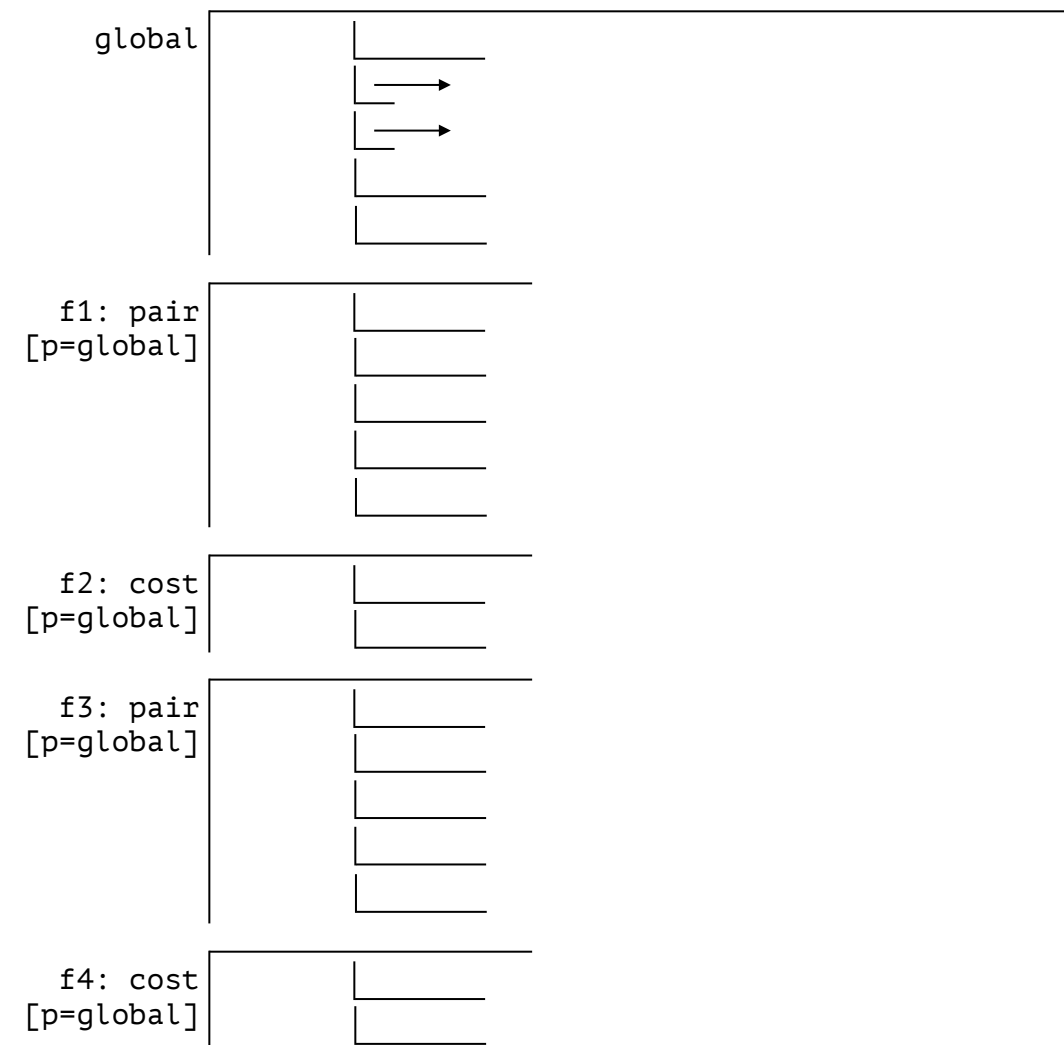 global
f1: pair
[p=global]
f2: cost
[p=global]
f3: pair
[p=global]
f4: cost
[p=global]